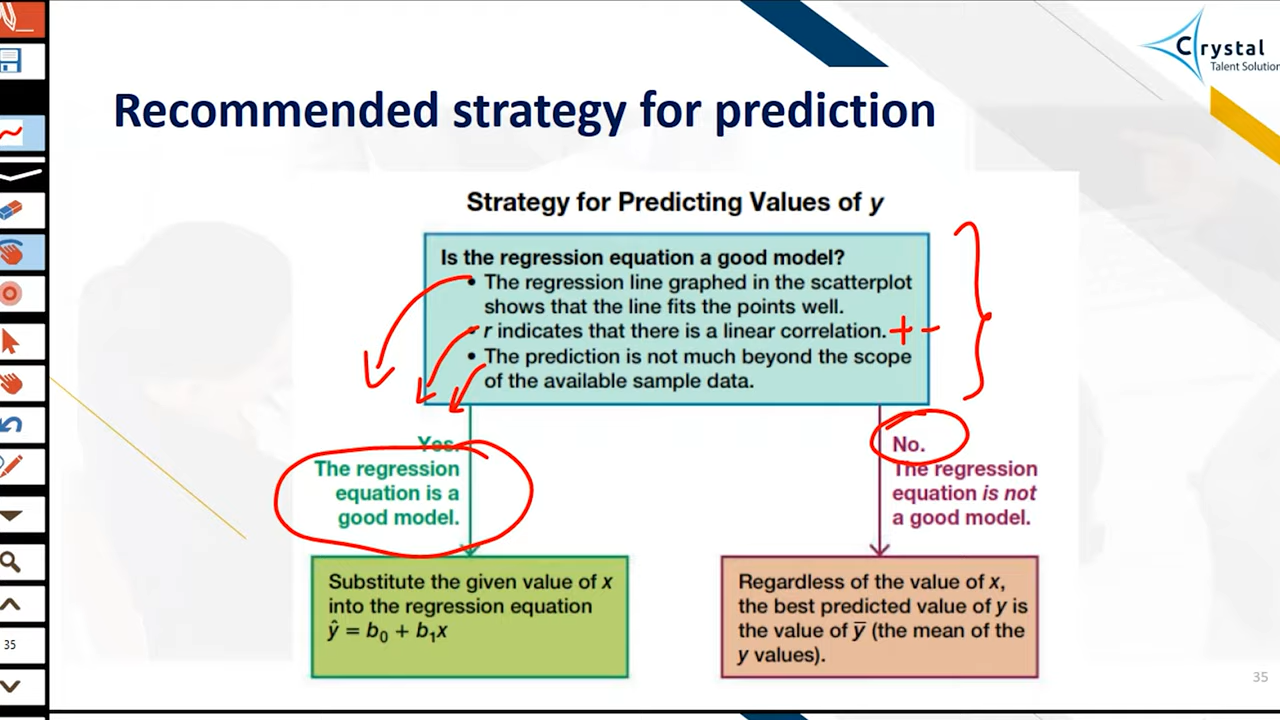 Crystal
Talent Solution
Recommended strategy for prediction
Strategy for Predicting Values of y
Is the regression equation a good model?
• The regression line graphed in the scatterplot
shows that the line fits the points well.
• r indicates that there is a linear correlation. + -
• The prediction is not much beyond the scope
of the available sample data.
Yes.
The regression
equation is a
good model.
No.
The regression
equation is not
a good model.
Substitute the given value of x
into the regression equation
ŷ = b₀ + b₁x
Regardless of the value of x,
the best predicted value of y is
the value of y̅ (the mean of the
y values).
35
35